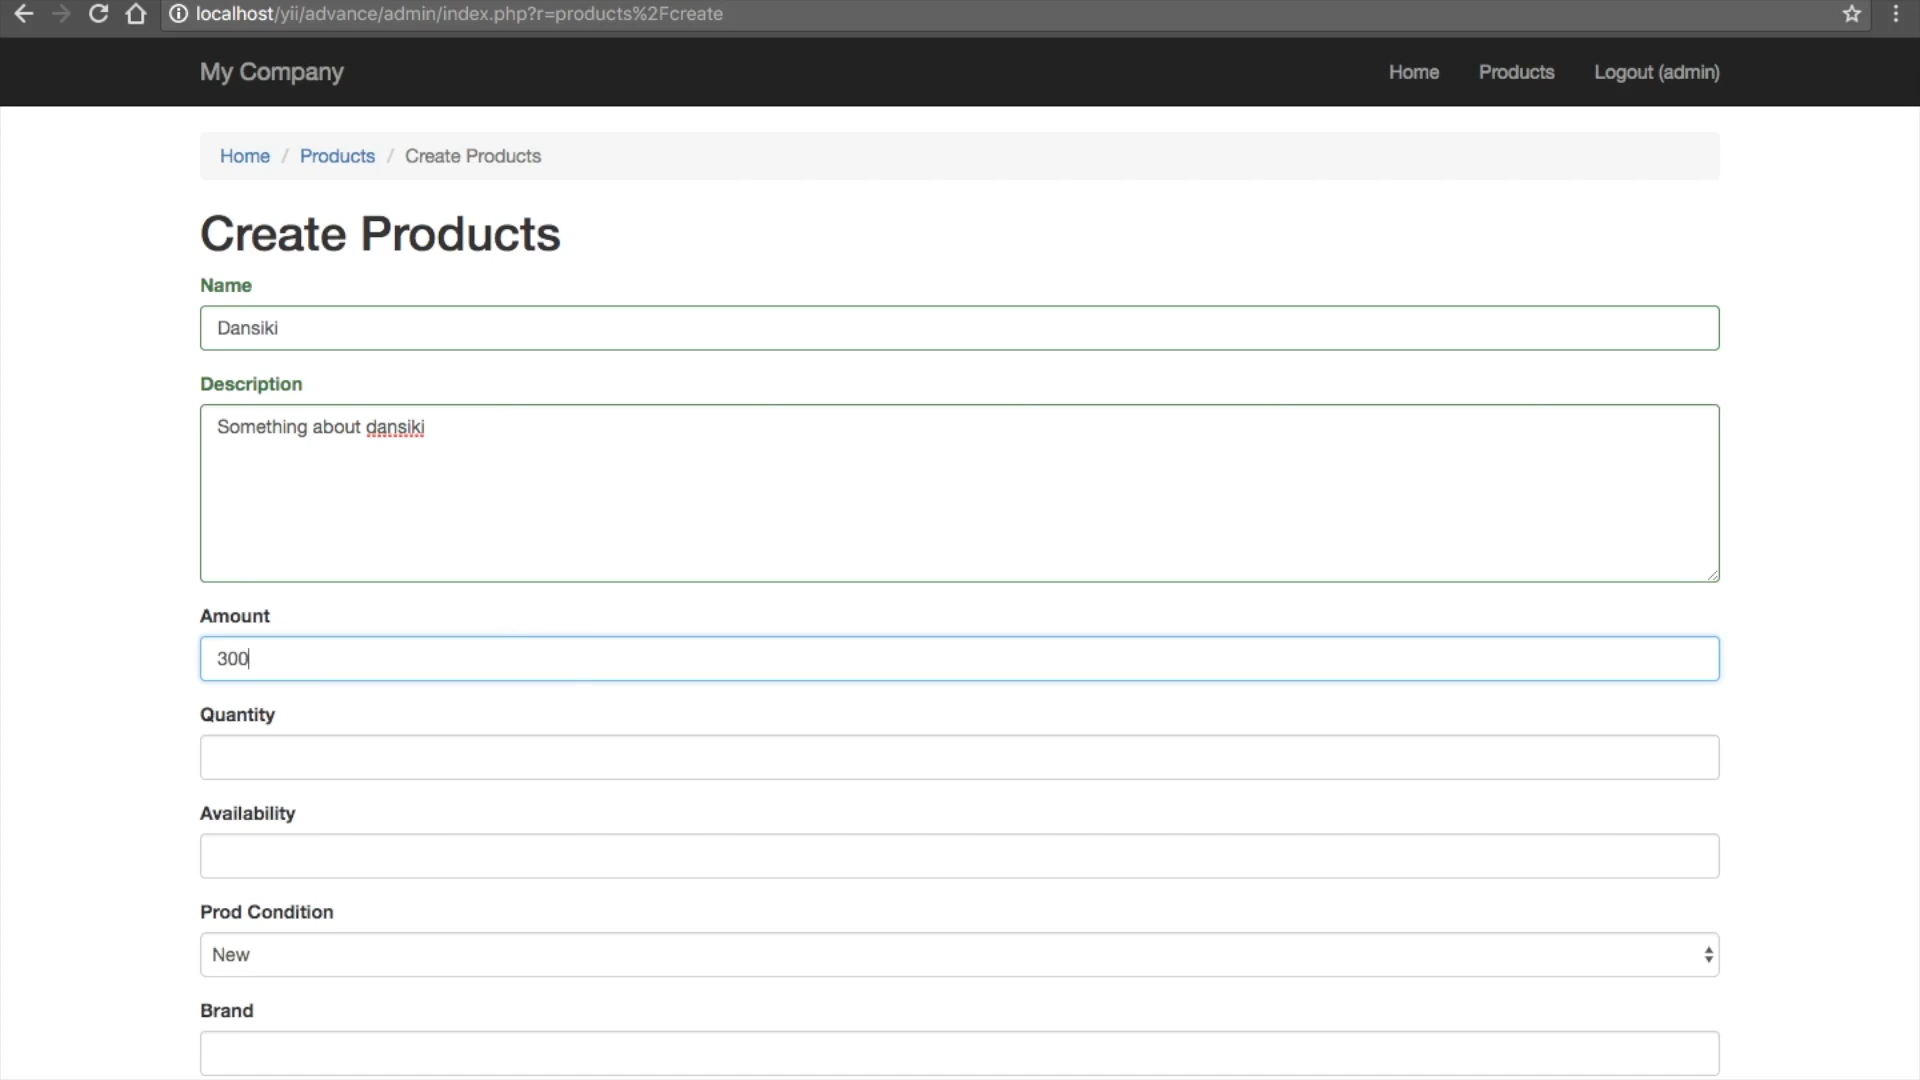 localhost/yii/advance/admin/index.php?r=products%2Fcreate
My Company
Home Products Logout (admin)
Home / Products / Create Products
Create Products
Name
Dansiki
Description
Something about dansiki
Amount
300
Quantity
Availability
Prod Condition
New
Brand